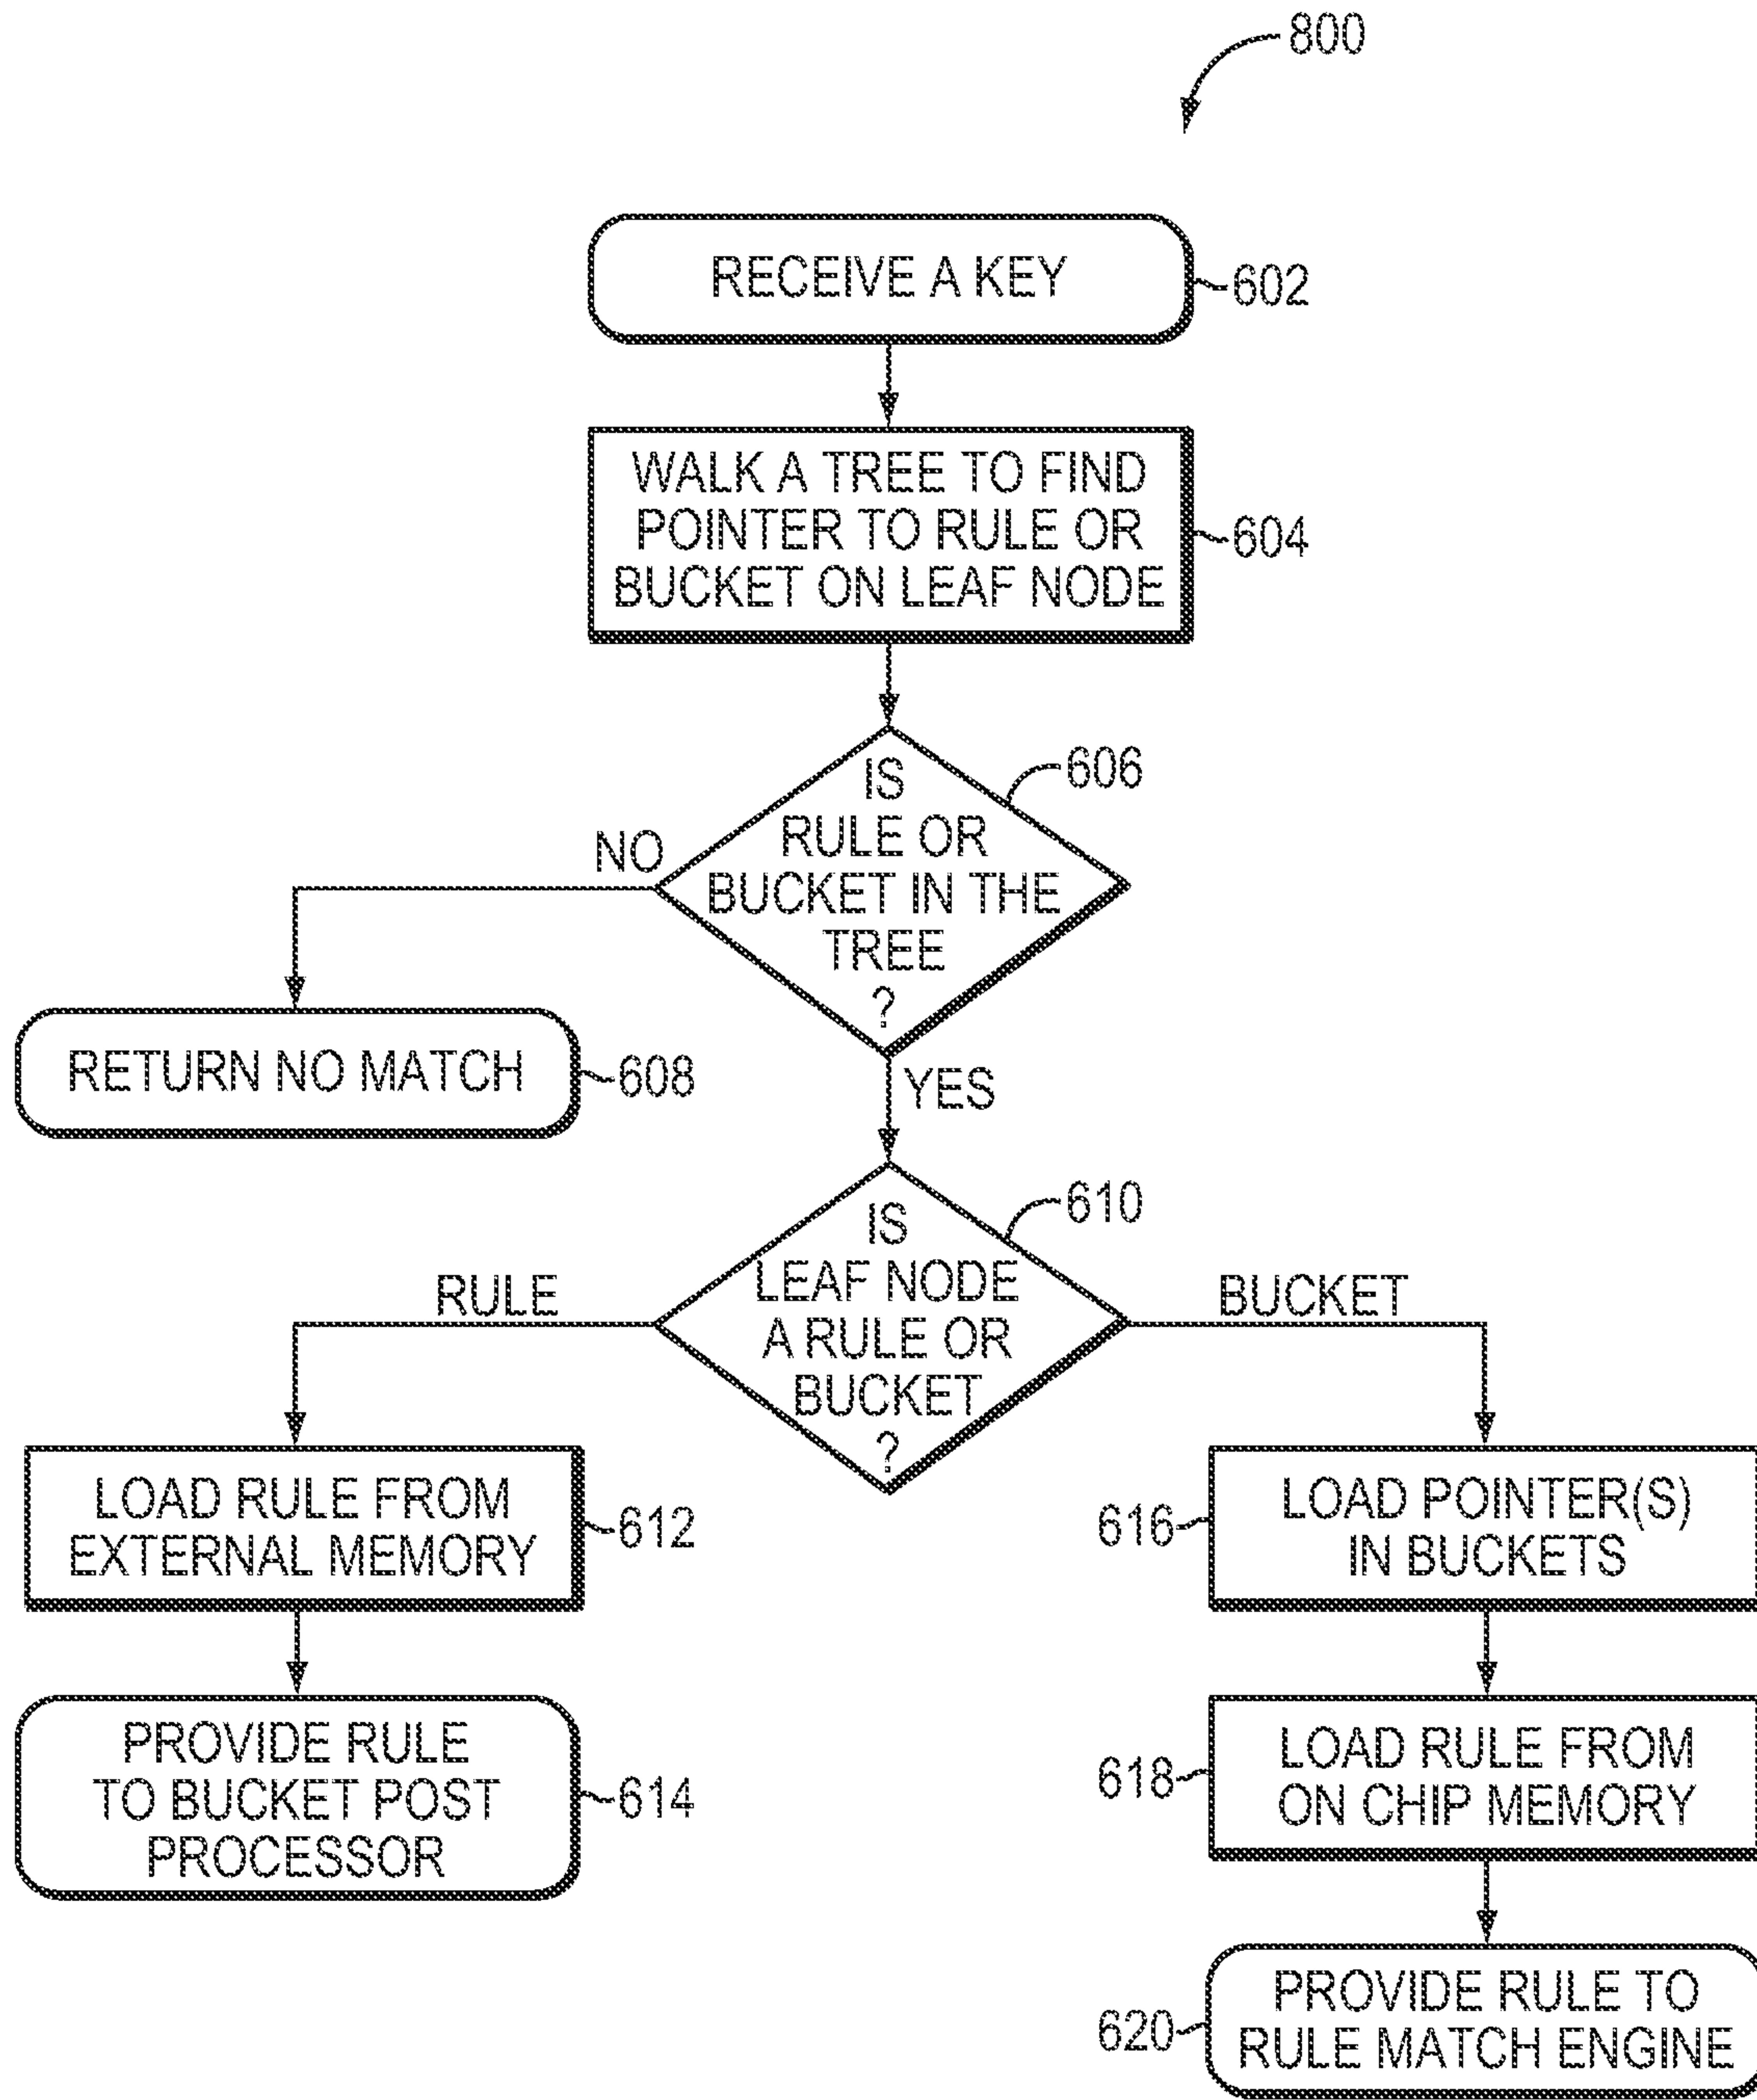 800
RECEIVE A KEY
602
WALK A TREE TO FIND
POINTER TO RULE OR
BUCKET ON LEAF NODE
604
IS
RULE OR
BUCKET IN THE
TREE
?
606
NO
RETURN NO MATCH
608
YES
IS
LEAF NODE
A RULE OR
BUCKET
?
610
RULE
BUCKET
LOAD RULE FROM
EXTERNAL MEMORY
612
PROVIDE RULE
TO BUCKET POST
PROCESSOR
614
LOAD POINTER(S)
IN BUCKETS
616
LOAD RULE FROM
ON CHIP MEMORY
618
PROVIDE RULE TO
RULE MATCH ENGINE
620